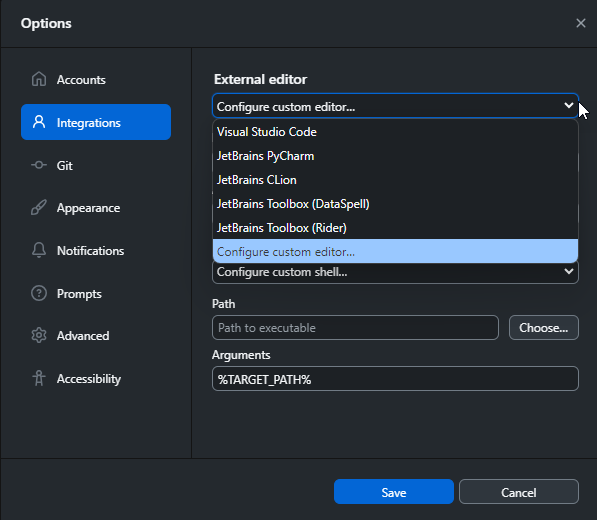 Options
Accounts
Integrations
Git
Appearance
Notifications
Prompts
Advanced
Accessibility
External editor
Configure custom editor...
Visual Studio Code
JetBrains PyCharm
JetBrains CLion
JetBrains Toolbox (DataSpell)
JetBrains Toolbox (Rider)
Configure custom editor...
Configure custom shell...
Path
Path to executable
Choose...
Arguments
%TARGET_PATH%
Save
Cancel